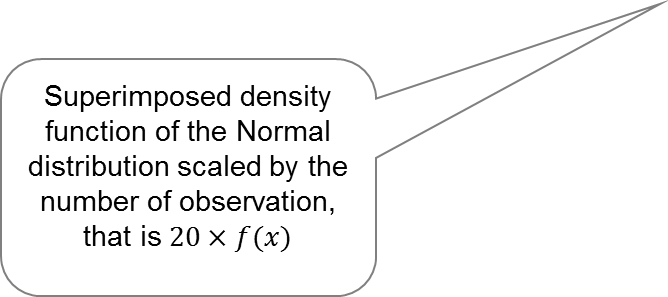 Superimposed density
function of the Normal
distribution scaled by the
number of observation,
that is 20 × f(x)